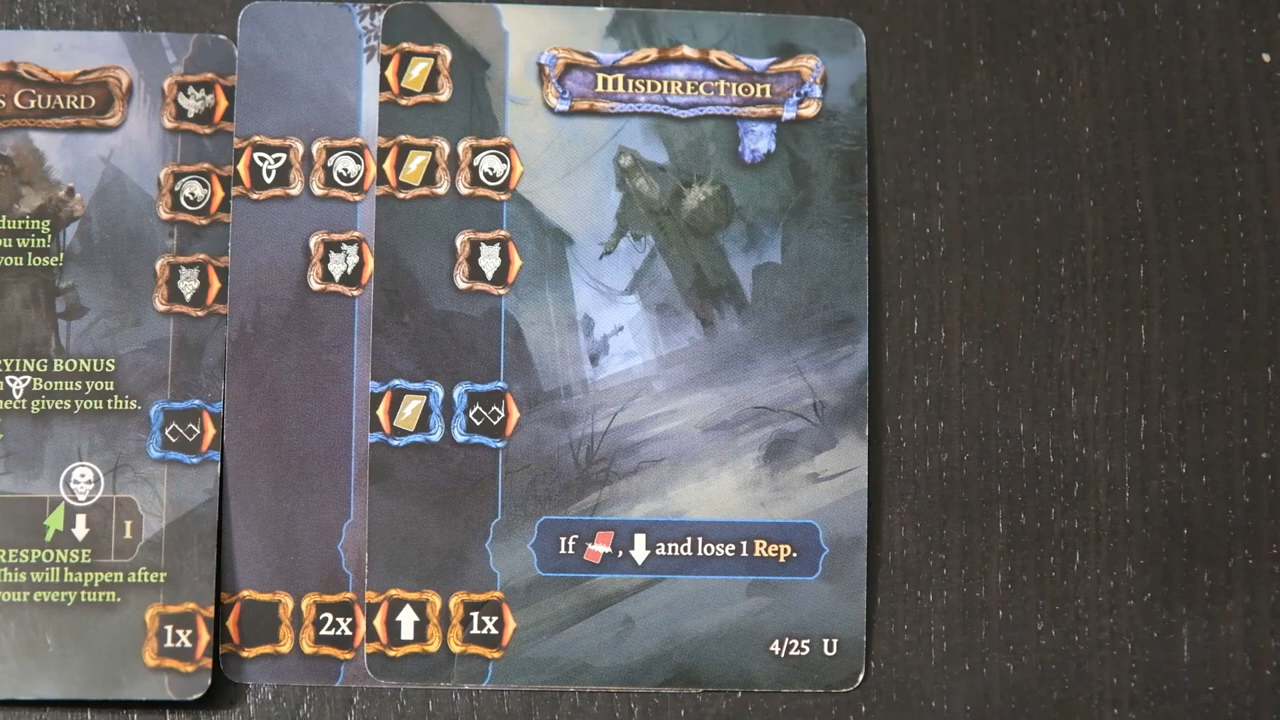 S GUARD
during
ou win!
you lose!
RYING BONUS
Bonus you
nect gives you this.
I
RESPONSE
This will happen after
your every turn.
1x
2x
MISDIRECTION
If , and lose 1 Rep.
1x
4/25 U